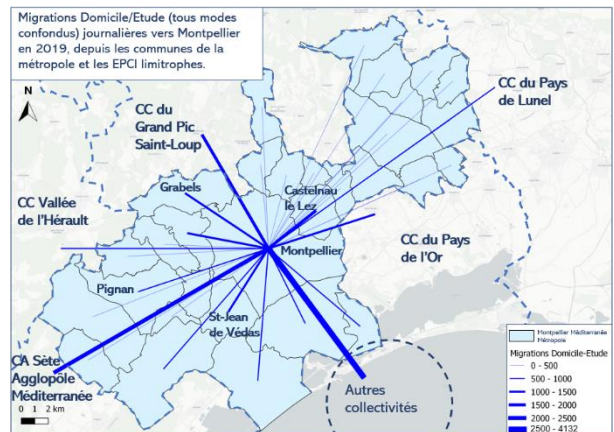 Migrations Domicile/Etude (tous modes
confondus) journalières vers Montpellier
en 2019, depuis les communes de la
métropole et les EPCI limitrophes.
N
CC du
Grand Pic
Saint-Loup
CC du Pays
de Lunel
CC Vallée
de l'Hérault
Grabels
Castelnau
le Lez
Montpellier
CC du Pays
de l'Or
Pignan
St-Jean
de Védas
CA Sète
Agglopôle
Méditerranée
0 1 2 km
Autres
collectivités
Montpellier Méditerranée
Métropole
Migrations Domicile-Etude
0 - 500
500 - 1000
1000 - 1500
1500 - 2000
2000 - 2500
2500 - 4132